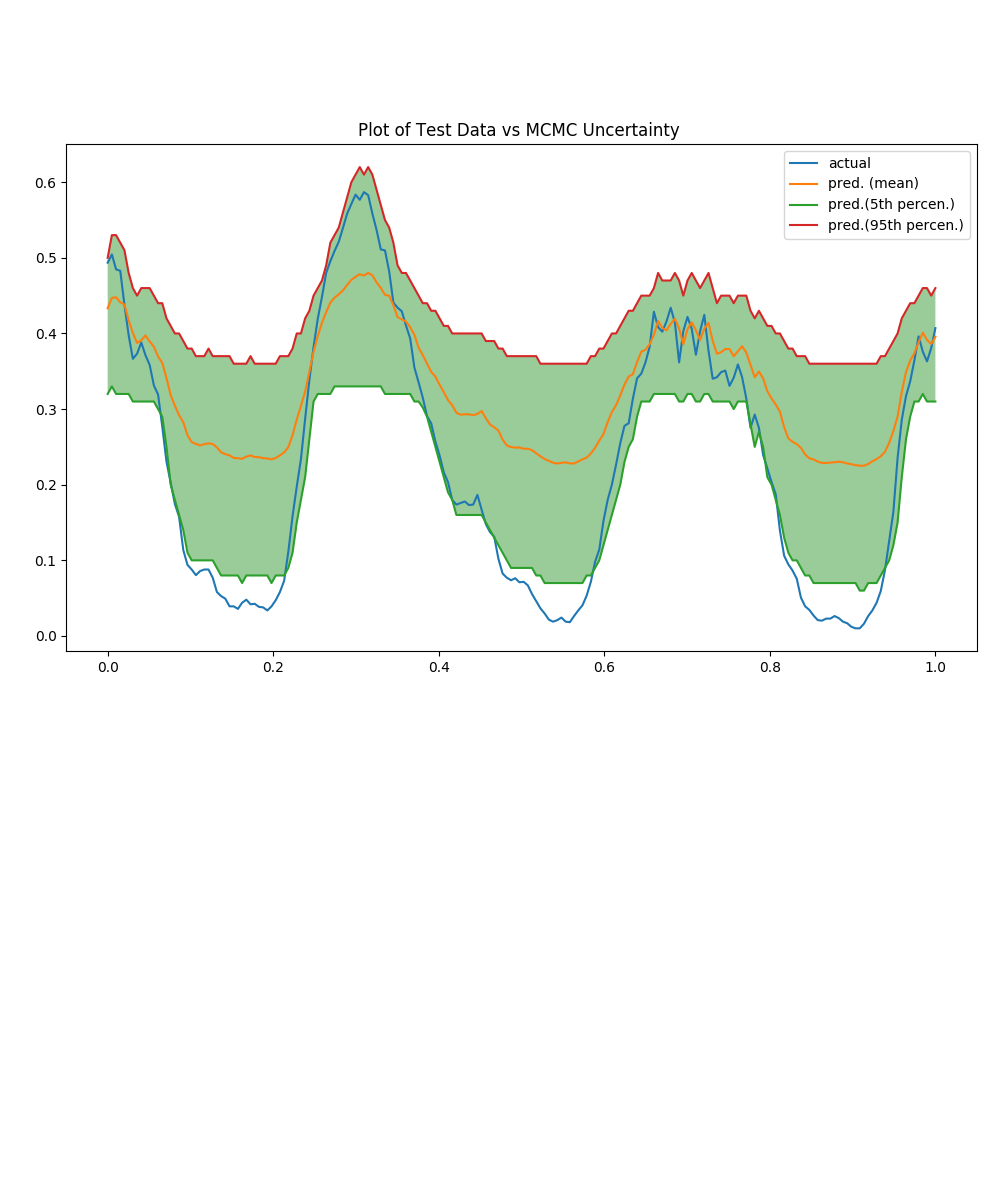 Plot of Test Data vs MCMC Uncertainty
actual
pred. (mean)
pred.(5th percen.)
pred.(95th percen.)
0.6
0.5
0.4
0.3
0.2
0.1
0.0
0.0 0.2 0.4 0.6 0.8 1.0